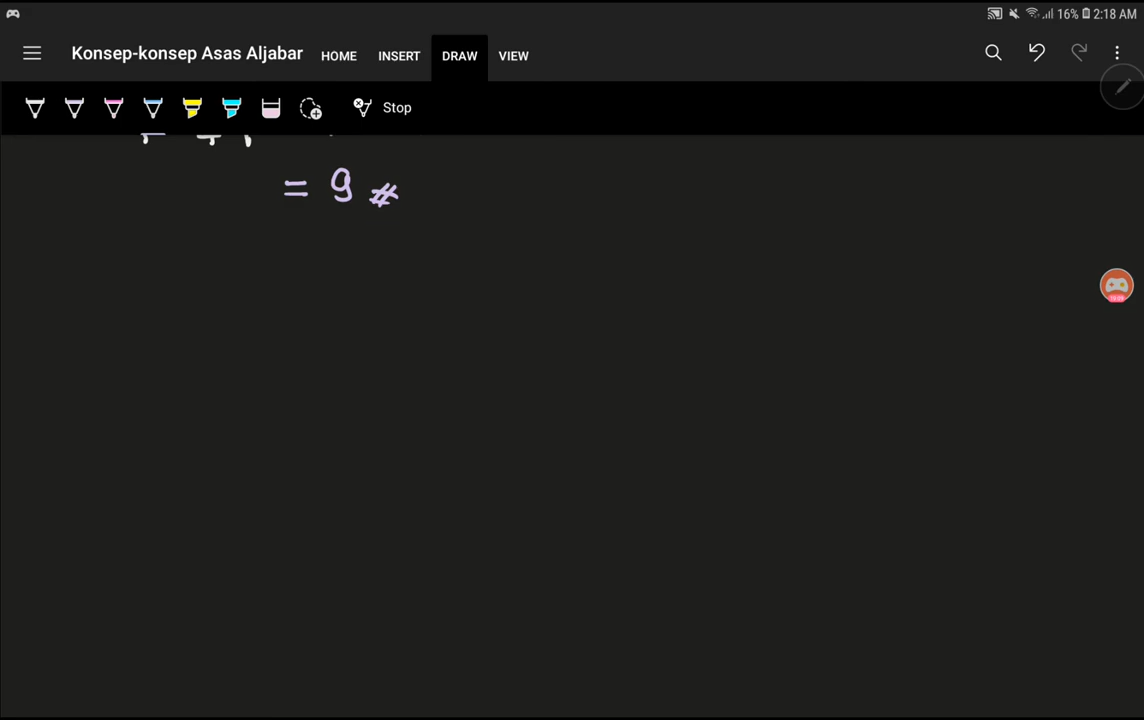 16% 2:18 AM
Konsep-konsep Asas Aljabar HOME INSERT DRAW VIEW
Stop
= 9 #